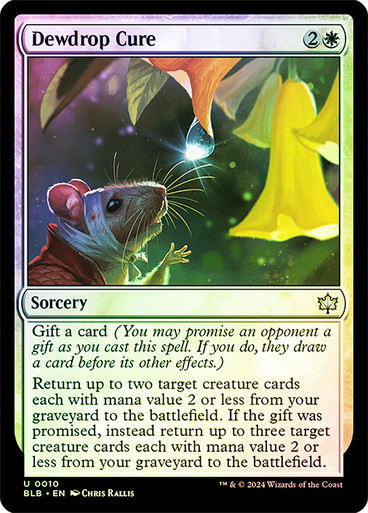 Dewdrop Cure 2
Sorcery
Gift a card (You may promise an opponent a
gift as you cast this spell. If you do, they draw
a card before its other effects.)
Return up to two target creature cards
each with mana value 2 or less from your
graveyard to the battlefield. If the gift was
promised, instead return up to three target
creature cards each with mana value 2 or
less from your graveyard to the battlefield.
U 0010
BLB • EN Chris Rallis ™ & © 2024 Wizards of the Coast